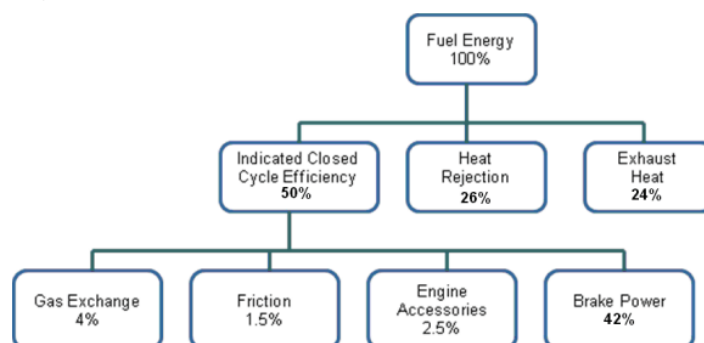 Fuel Energy
100%
Indicated Closed
Cycle Efficiency
50%
Heat
Rejection
26%
Exhaust
Heat
24%
Gas Exchange
4%
Friction
1.5%
Engine
Accessories
2.5%
Brake Power
42%